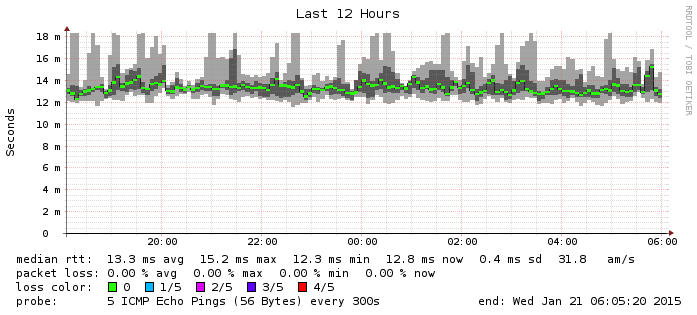 Last 12 Hours
RRDTOOL / TOBI OETIKER
Seconds
18 m
16 m
14 m
12 m
10 m
8 m
6 m
4 m
2 m
0
20:00 22:00 00:00 02:00 04:00 06:00
median rtt: 13.3 ms avg 15.2 ms max 12.3 ms min 12.8 ms now 0.4 ms sd 31.8 am/s
packet loss: 0.00 % avg 0.00 % max 0.00 % min 0.00 % now
loss color: 0 1/5 2/5 3/5 4/5
probe: 5 ICMP Echo Pings (56 Bytes) every 300s end: Wed Jan 21 06:05:20 2015